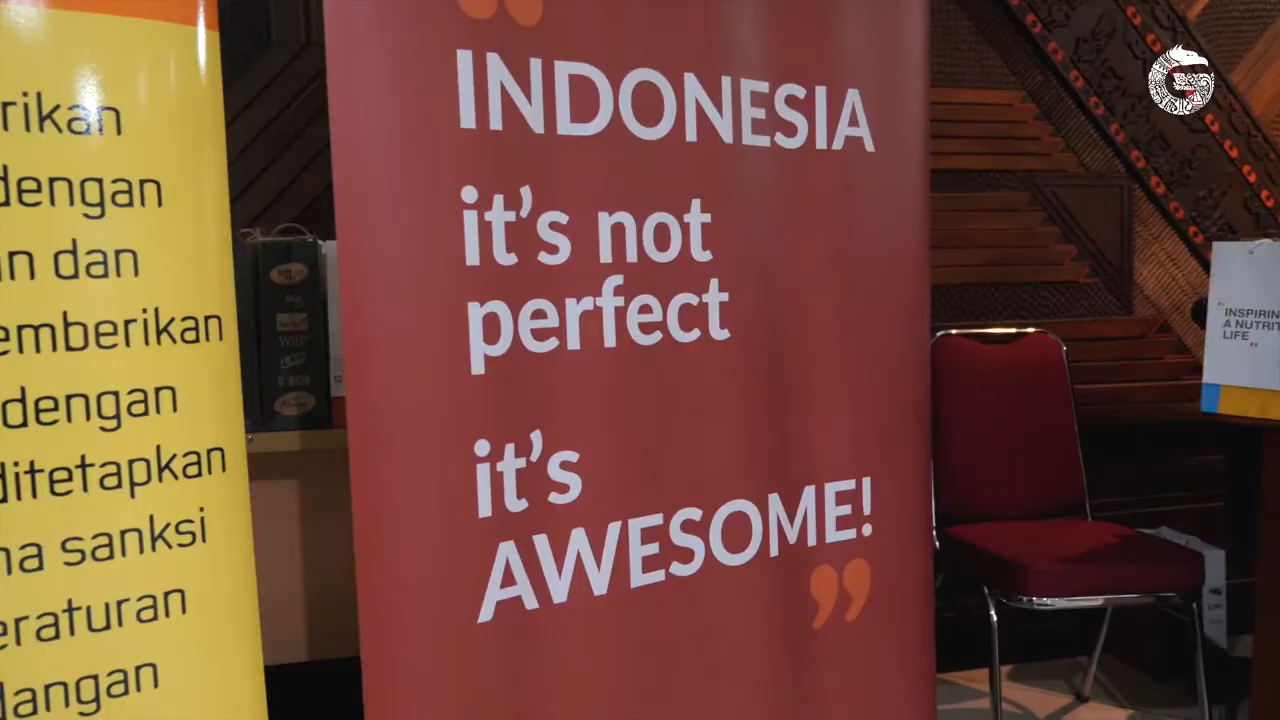 rikan
dengan
n dan
emberikan
dengan
ditetapkan
na sanksi
eraturan
dangan
“
INDONESIA
it’s not
perfect
it’s
AWESOME!
”
“INSPIRIN
A NUTRIT
LIFE”